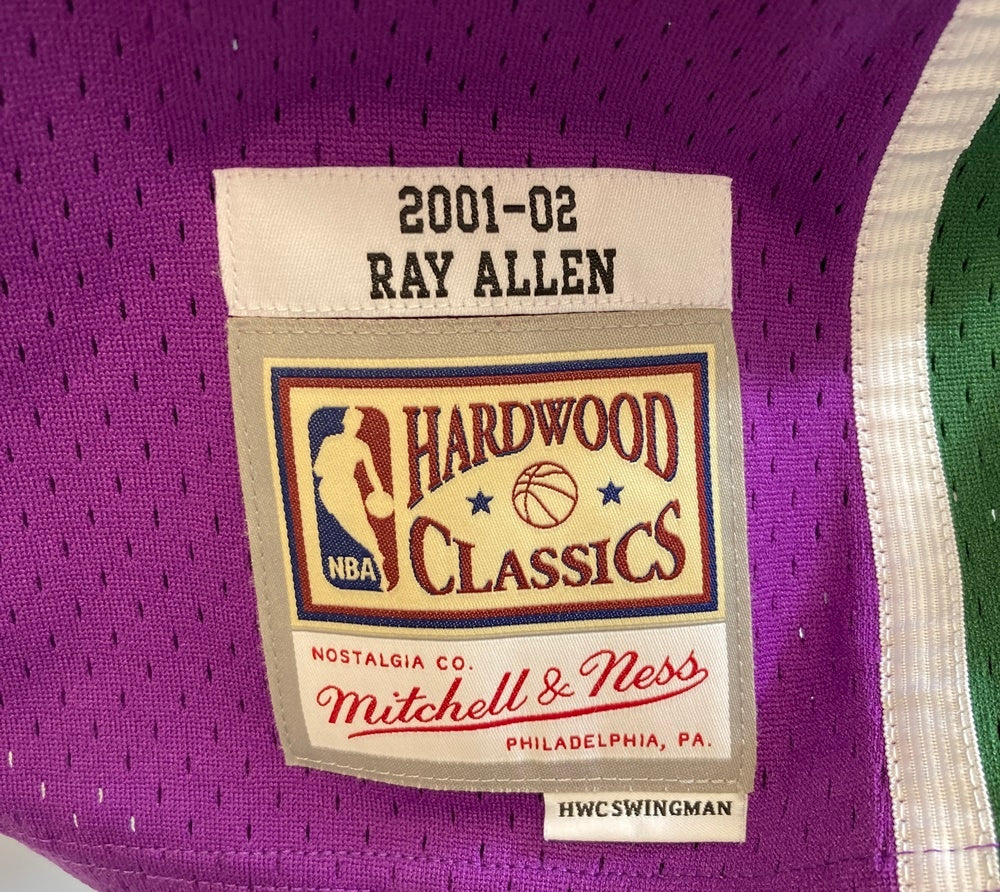 2001-02
RAY ALLEN
HARDWOOD
NBA
CLASSICS
NOSTALGIA CO.
Mitchell & Ness
PHILADELPHIA, PA.
HWC SWINGMAN